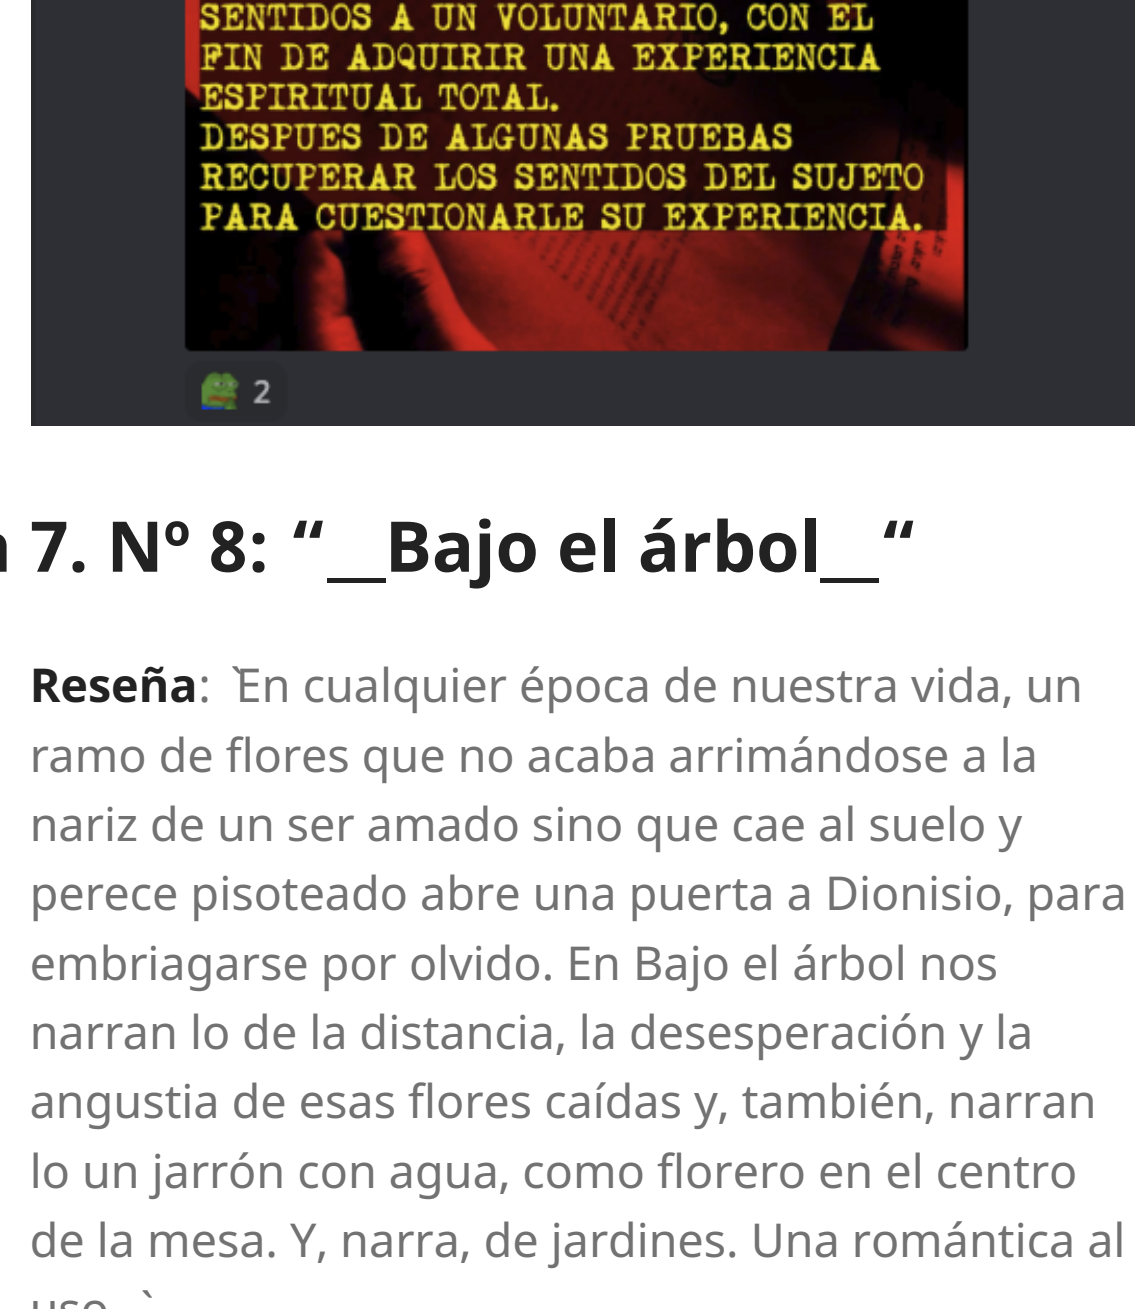 SENTIDOS A UN VOLUNTARIO, CON EL
FIN DE ADQUIRIR UNA EXPERIENCIA
ESPIRITUAL TOTAL.
DESPUES DE ALGUNAS PRUEBAS
RECUPERAR LOS SENTIDOS DEL SUJETO
PARA CUESTIONARLE SU EXPERIENCIA.
2
7. Nº 8: “__Bajo el árbol__“
Reseña: `En cualquier época de nuestra vida, un
ramo de flores que no acaba arrimándose a la
nariz de un ser amado sino que cae al suelo y
perece pisoteado abre una puerta a Dionisio, para
embriagarse por olvido. En Bajo el árbol nos
narran lo de la distancia, la desesperación y la
angustia de esas flores caídas y, también, narran
lo un jarrón con agua, como florero en el centro
de la mesa. Y, narra, de jardines. Una romántica al